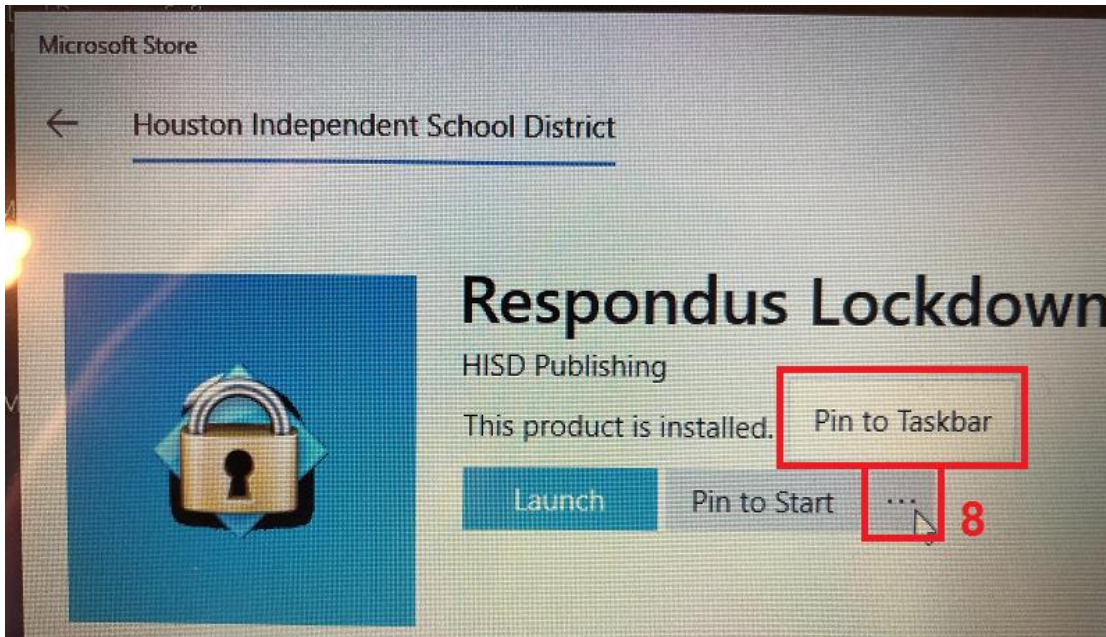 Microsoft Store
← Houston Independent School District
Respondus Lockdown
HISD Publishing
This product is installed.
Pin to Taskbar
Launch
Pin to Start
...
8